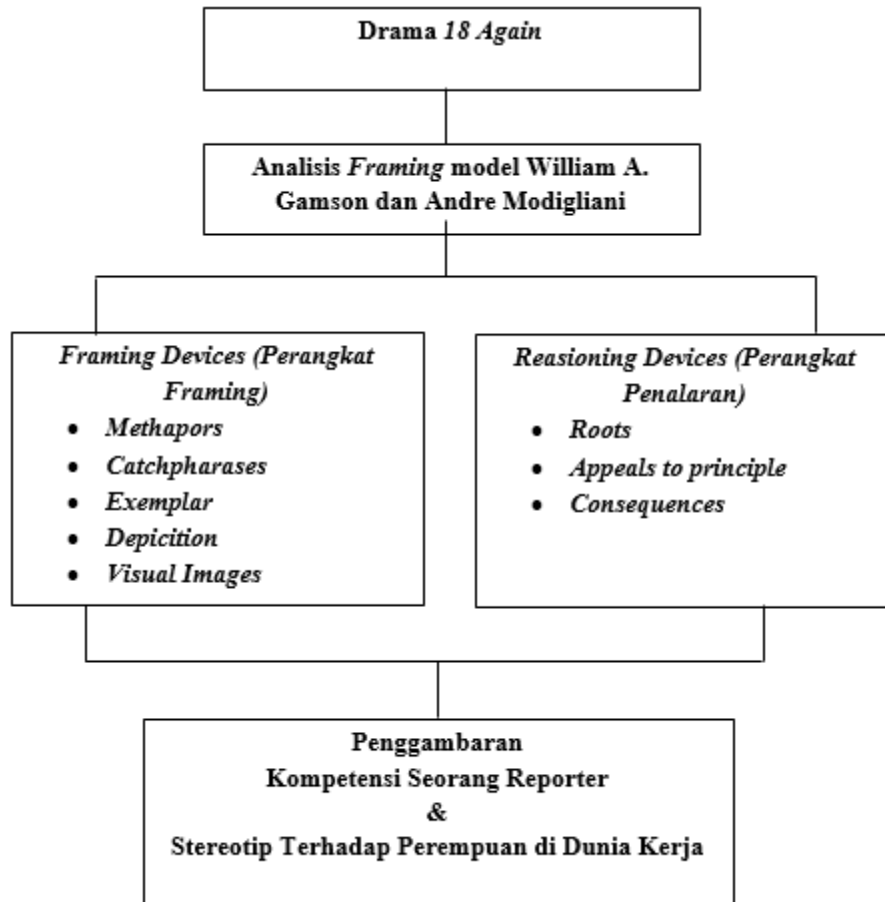 Drama 18 Again
Analisis Framing model William A.
Gamson dan Andre Modigliani
Framing Devices (Perangkat
Framing)
• Methapors
• Catchpharases
• Exemplar
• Depicition
• Visual Images
Reasioning Devices (Perangkat
Penalaran)
• Roots
• Appeals to principle
• Consequences
Penggambaran
Kompetensi Seorang Reporter
&
Stereotip Terhadap Perempuan di Dunia Kerja